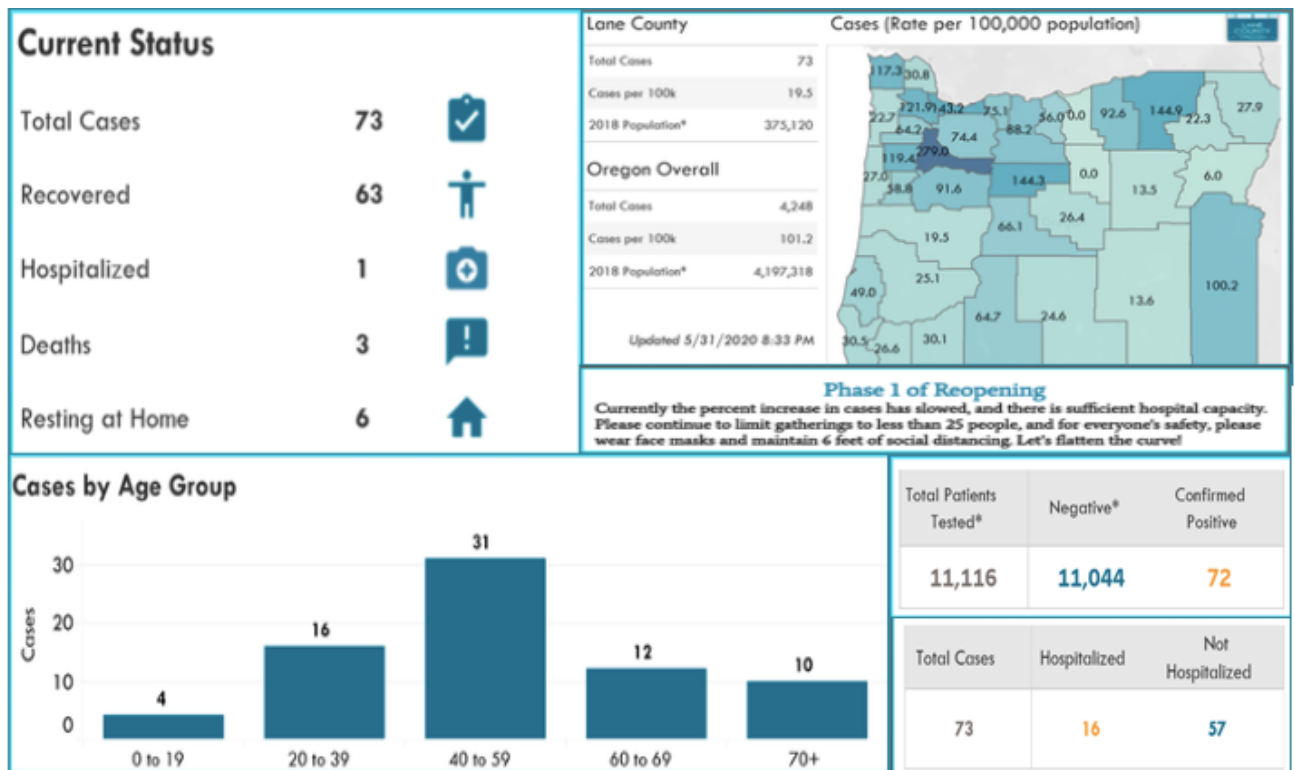 Current Status
Total Cases 73
Recovered 63
Hospitalized 1
Deaths 3
Resting at Home 6
Lane County
Total Cases 73
Cases per 100k 19.5
2018 Population* 375,120
Oregon Overall
Total Cases 4,248
Cases per 100k 101.2
2018 Population* 4,197,318
Updated 5/31/2020 8:33 PM
Cases (Rate per 100,000 population)
LANE
COUNTY
117.3 30.8
22.7 121.9 143.2 75.1 56.0 0.0 92.6 144.9 22.3 27.9
64.2 74.4 88.2
119.4 279.0
27.0 58.8 91.6 144.3 0.0 13.5 6.0
19.5 66.1 26.4
49.0 25.1 13.6 100.2
64.7 24.6
30.5 26.6 30.1
Phase 1 of Reopening
Currently the percent increase in cases has slowed, and there is sufficient hospital capacity.
Please continue to limit gatherings to less than 25 people, and for everyone's safety, please
wear face masks and maintain 6 feet of social distancing. Let's flatten the curve!
Cases by Age Group
Cases
30
20
10
0
4
16
31
12
10
0 to 19 20 to 39 40 to 59 60 to 69 70+
Total Patients Tested* Negative* Confirmed Positive
11,116 11,044 72
Total Cases Hospitalized Not Hospitalized
73 16 57